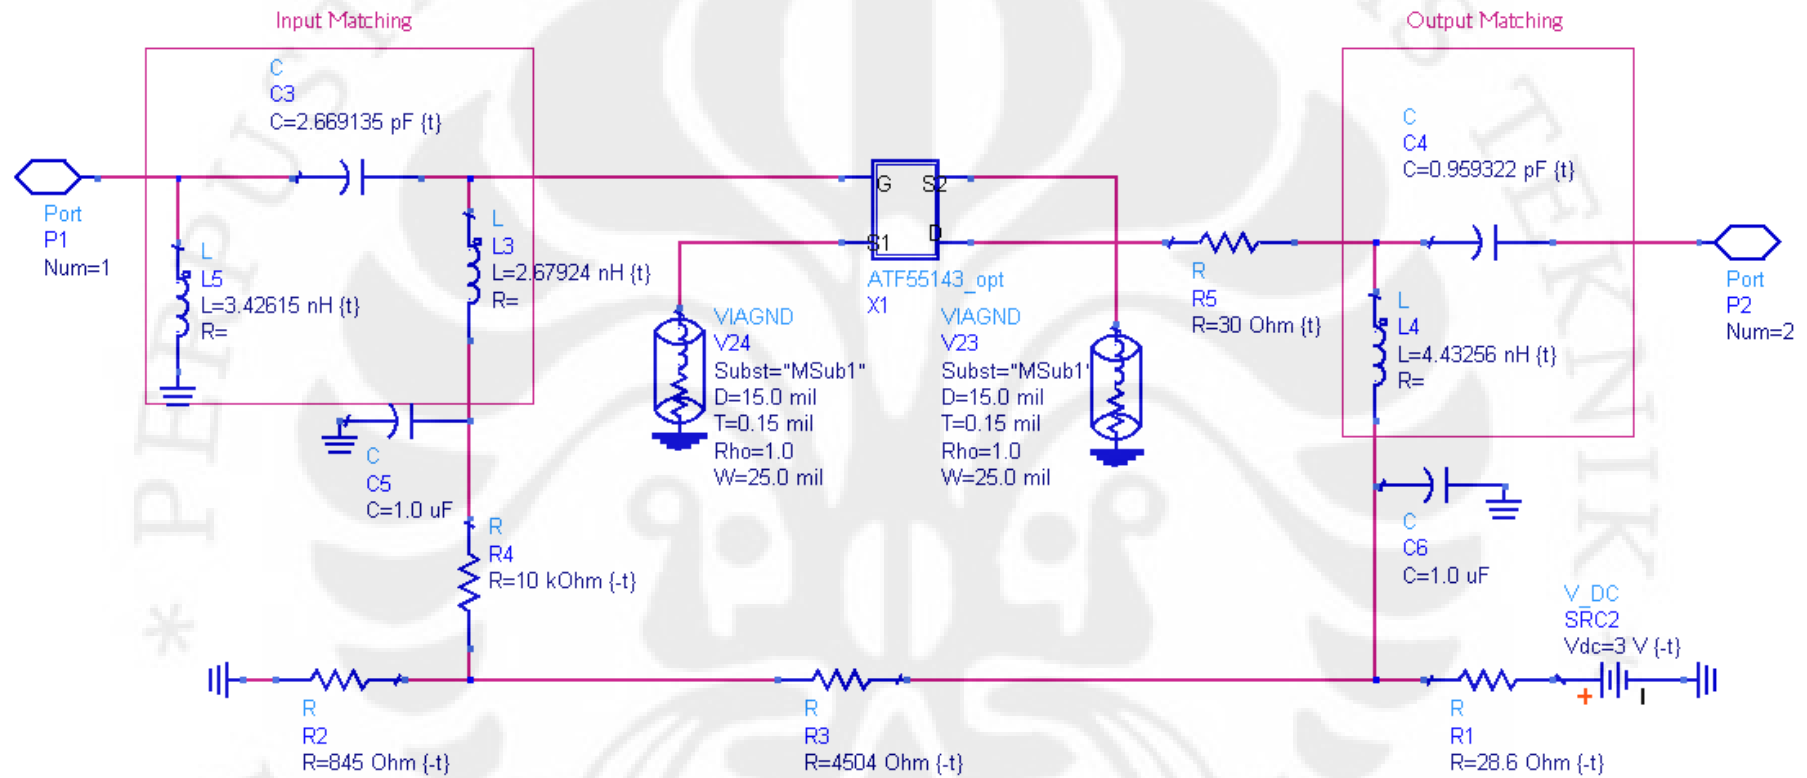 Input Matching
Output Matching
C
C3
C=2.669135 pF {t}
C
C4
C=0.959322 pF {t}
Port
P1
Num=1
L
L5
L=3.42615 nH {t}
R=
L
L3
L=2.67924 nH {t}
R=
G
S2
S1
D
ATF55143_opt
X1
R
R5
R=30 Ohm {t}
L
L4
L=4.43256 nH {t}
R=
Port
P2
Num=2
VIAGND
V24
Subst="MSub1"
D=15.0 mil
T=0.15 mil
Rho=1.0
W=25.0 mil
VIAGND
V23
Subst="MSub1"
D=15.0 mil
T=0.15 mil
Rho=1.0
W=25.0 mil
C
C5
C=1.0 uF
C
C6
C=1.0 uF
R
R4
R=10 kOhm {-t}
V_DC
SRC2
Vdc=3 V {-t}
+
R
R2
R=845 Ohm {-t}
R
R3
R=4504 Ohm {-t}
R
R1
R=28.6 Ohm {-t}
* PERPUST
S TEKNIK